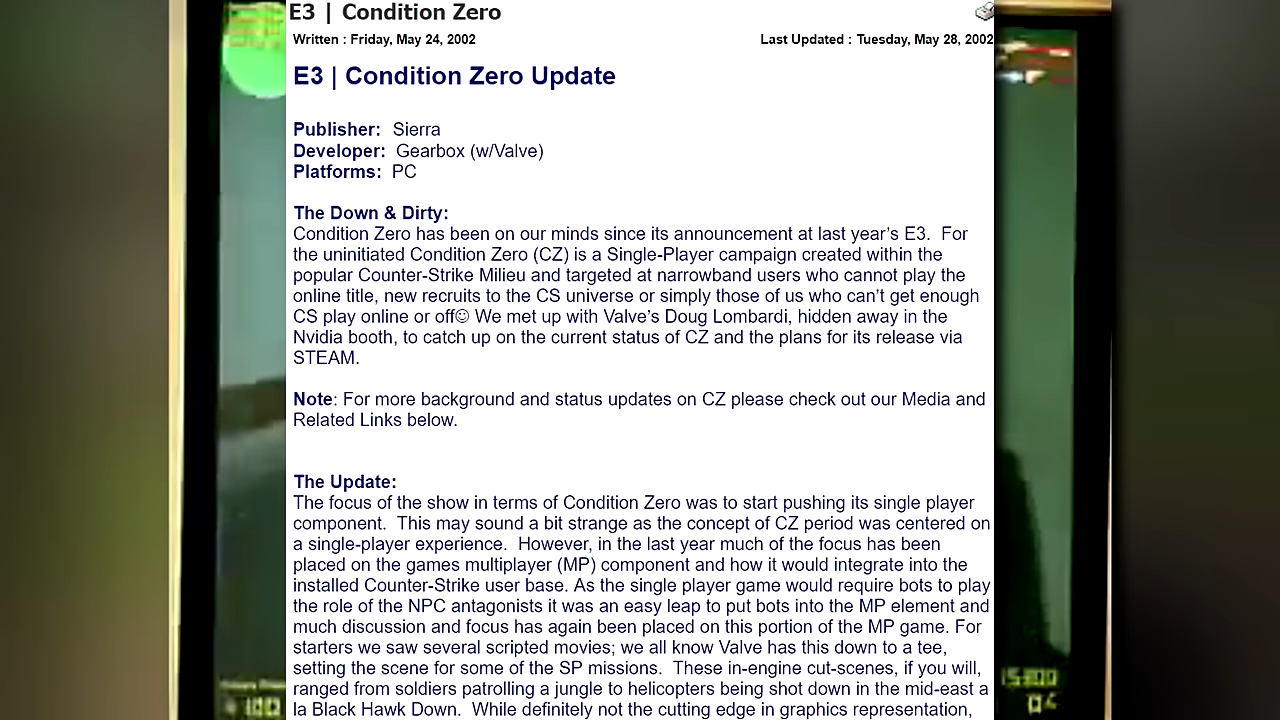 E3 | Condition Zero
Written : Friday, May 24, 2002
Last Updated : Tuesday, May 28, 2002
E3 | Condition Zero Update
Publisher: Sierra
Developer: Gearbox (w/Valve)
Platforms: PC
The Down & Dirty:
Condition Zero has been on our minds since its announcement at last year's E3. For
the uninitiated Condition Zero (CZ) is a Single-Player campaign created within the
popular Counter-Strike Milieu and targeted at narrowband users who cannot play the
online title, new recruits to the CS universe or simply those of us who can't get enough
CS play online or off☺ We met up with Valve's Doug Lombardi, hidden away in the
Nvidia booth, to catch up on the current status of CZ and the plans for its release via
STEAM.
Note: For more background and status updates on CZ please check out our Media and
Related Links below.
The Update:
The focus of the show in terms of Condition Zero was to start pushing its single player
component. This may sound a bit strange as the concept of CZ period was centered on
a single-player experience. However, in the last year much of the focus has been
placed on the games multiplayer (MP) component and how it would integrate into the
installed Counter-Strike user base. As the single player game would require bots to play
the role of the NPC antagonists it was an easy leap to put bots into the MP element and
much discussion and focus has again been placed on this portion of the MP game. For
starters we saw several scripted movies; we all know Valve has this down to a tee,
setting the scene for some of the SP missions. These in-engine cut-scenes, if you will,
ranged from soldiers patrolling a jungle to helicopters being shot down in the mid-east a
la Black Hawk Down. While definitely not the cutting edge in graphics representation,